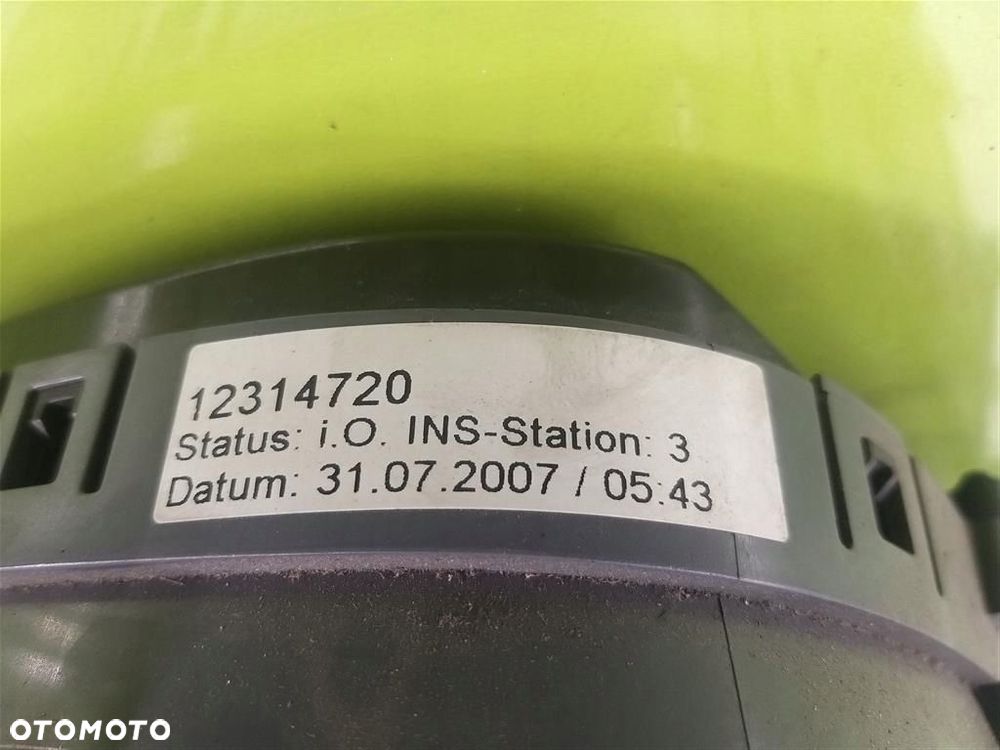 12314720
Status: i.O. INS-Station: 3
Datum: 31.07.2007 / 05:43
OTOMOTO